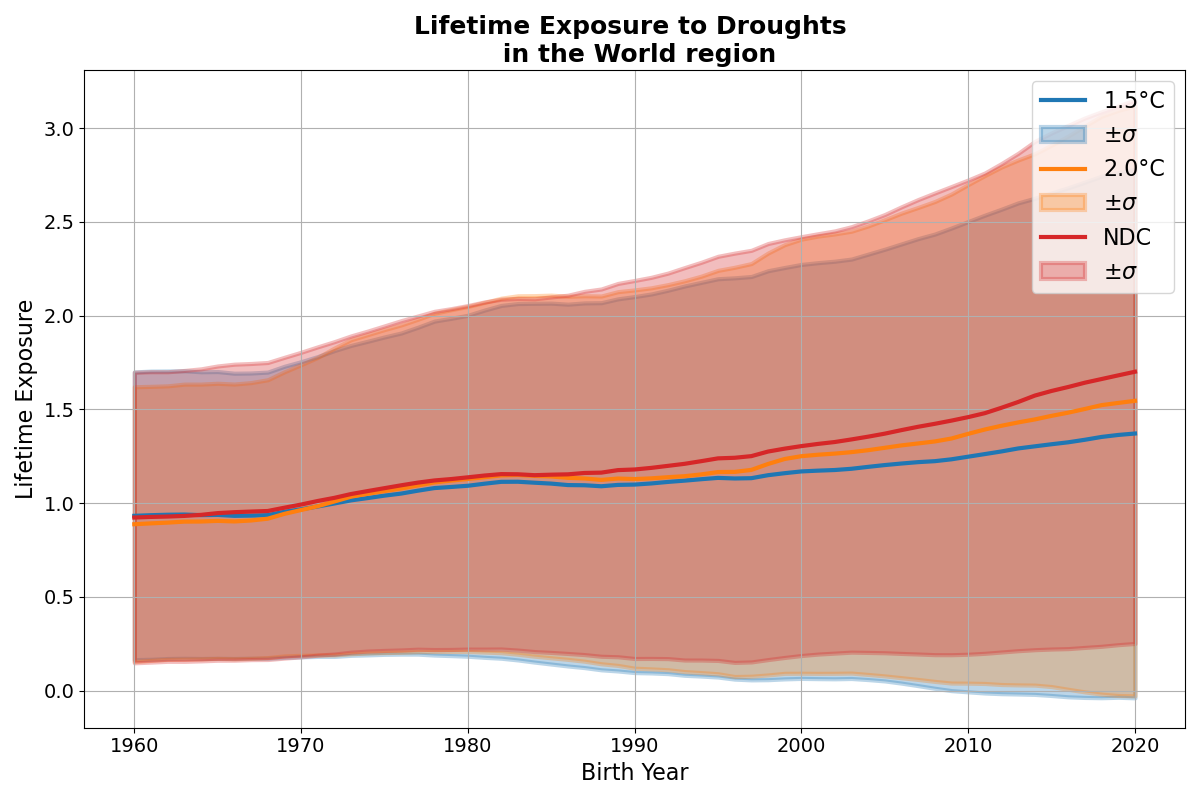 Lifetime Exposure to Droughts
in the World region
Lifetime Exposure
3.0
2.5
2.0
1.5
1.0
0.5
0.0
1960 1970 1980 1990 2000 2010 2020
Birth Year
1.5°C
±σ
2.0°C
±σ
NDC
±σ